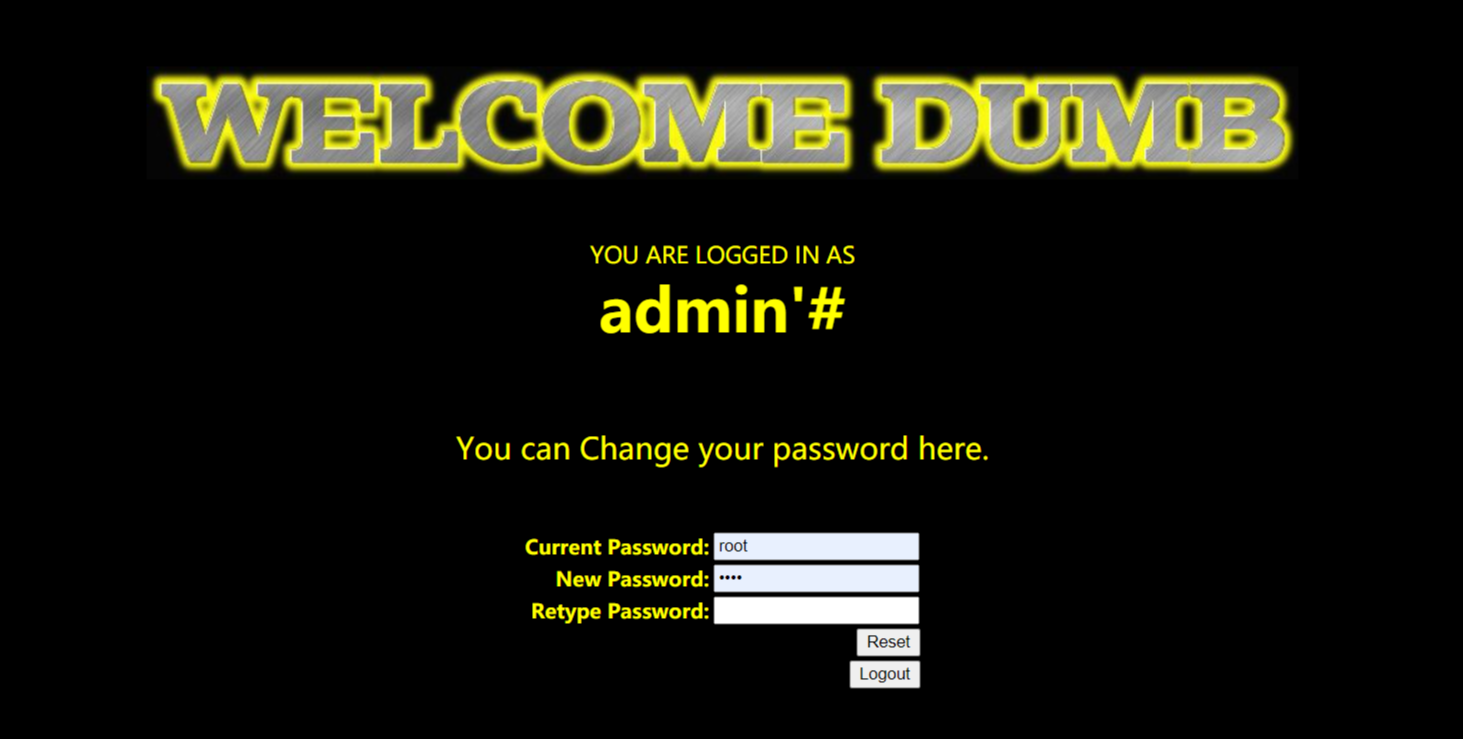 WELCOME DUMB
YOU ARE LOGGED IN AS
admin'#
You can Change your password here.
Current Password: root
New Password: ••••
Retype Password:
Reset
Logout